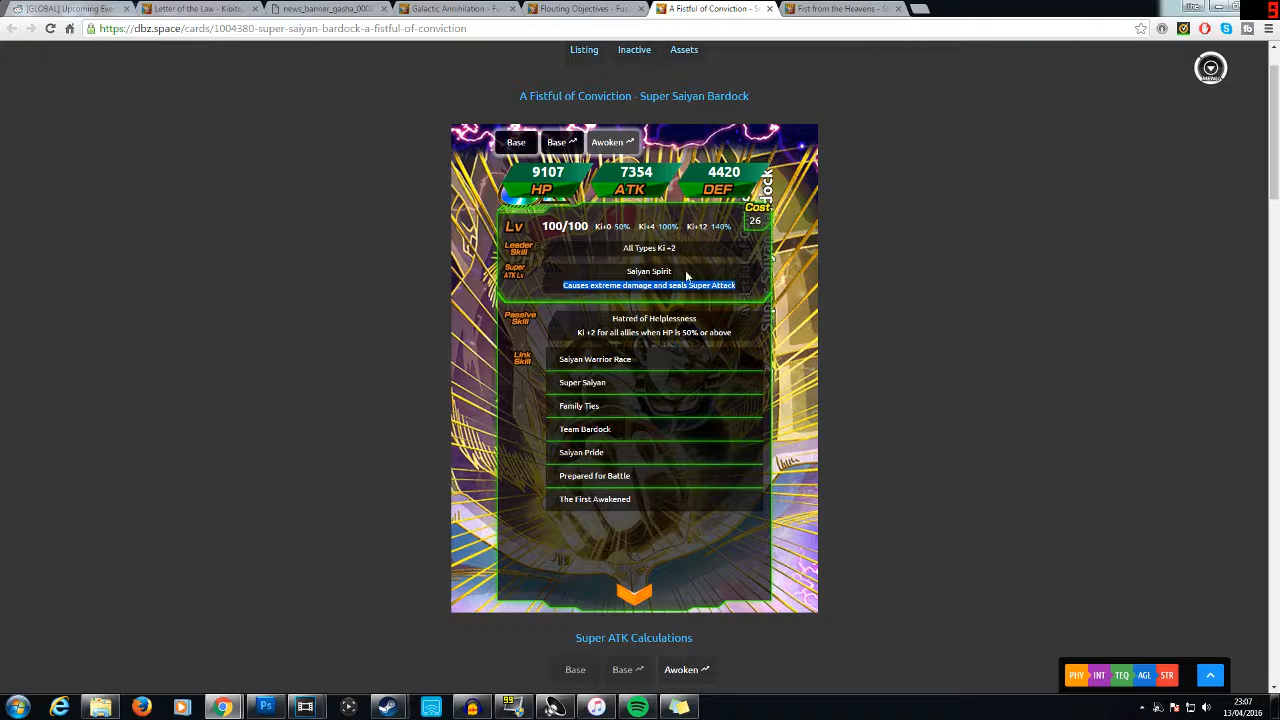 [GLOBAL] Upcoming Even
Letter of the Law - Kibito
news_banner_gasha_0008
Galactic Annihilation - Fu
Flouting Objectives - Fus
A Fistful of Conviction - Su
Fist from the Heavens - S
https://dbz.space/cards/1004380-super-saiyan-bardock-a-fistful-of-conviction
Listing
Inactive
Assets
MENU
A Fistful of Conviction - Super Saiyan Bardock
Base
Base
Awoken
9107
7354
4420
HP
ATK
DEF
Cost
26
Lv
100/100
Ki+0 50%
Ki+4 100%
Ki+12 140%
Leader Skill
All Types Ki +2
Super ATK Lv
Saiyan Spirit
Causes extreme damage and seals Super Attack
Passive Skill
Hatred of Helplessness
Ki +2 for all allies when HP is 50% or above
Link Skill
Saiyan Warrior Race
Super Saiyan
Family Ties
Team Bardock
Saiyan Pride
Prepared for Battle
The First Awakened
Super ATK Calculations
Base
Base
Awoken
PHY
INT
TEQ
AGL
STR
23:07
13/04/2016